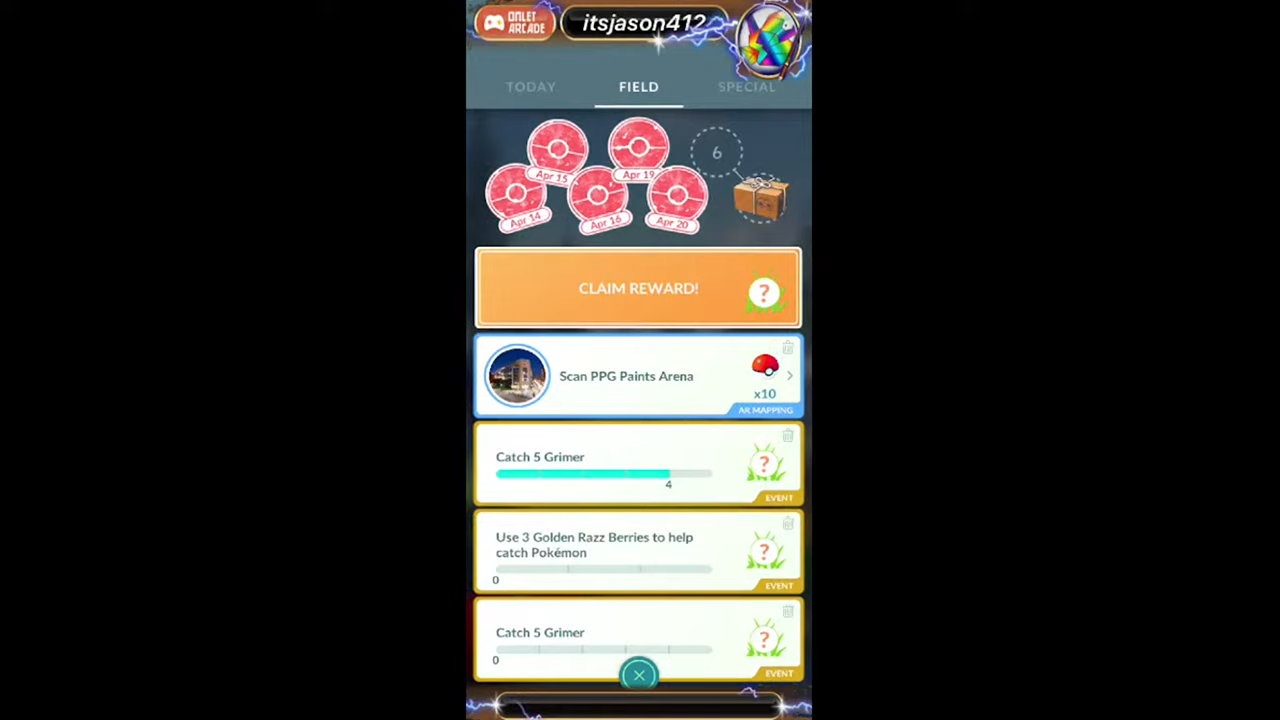 OMLET
ARCADE
itsjason412
TODAY
FIELD
SPECIAL
Apr 14
Apr 15
Apr 16
Apr 19
Apr 20
6
CLAIM REWARD!
?
Scan PPG Paints Arena
x10
AR MAPPING
Catch 5 Grimer
4
?
EVENT
Use 3 Golden Razz Berries to help
catch Pokémon
0
?
EVENT
Catch 5 Grimer
0
?
EVENT